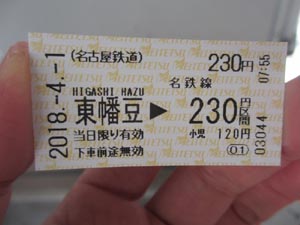 (名古屋鉄道) 230円
名鉄線
HIGASHI HAZU
東幡豆 ▶ 230円区間
当日限り有効 小児 120円
下車前途無効 01
2018.-4.-1
07:55
03044